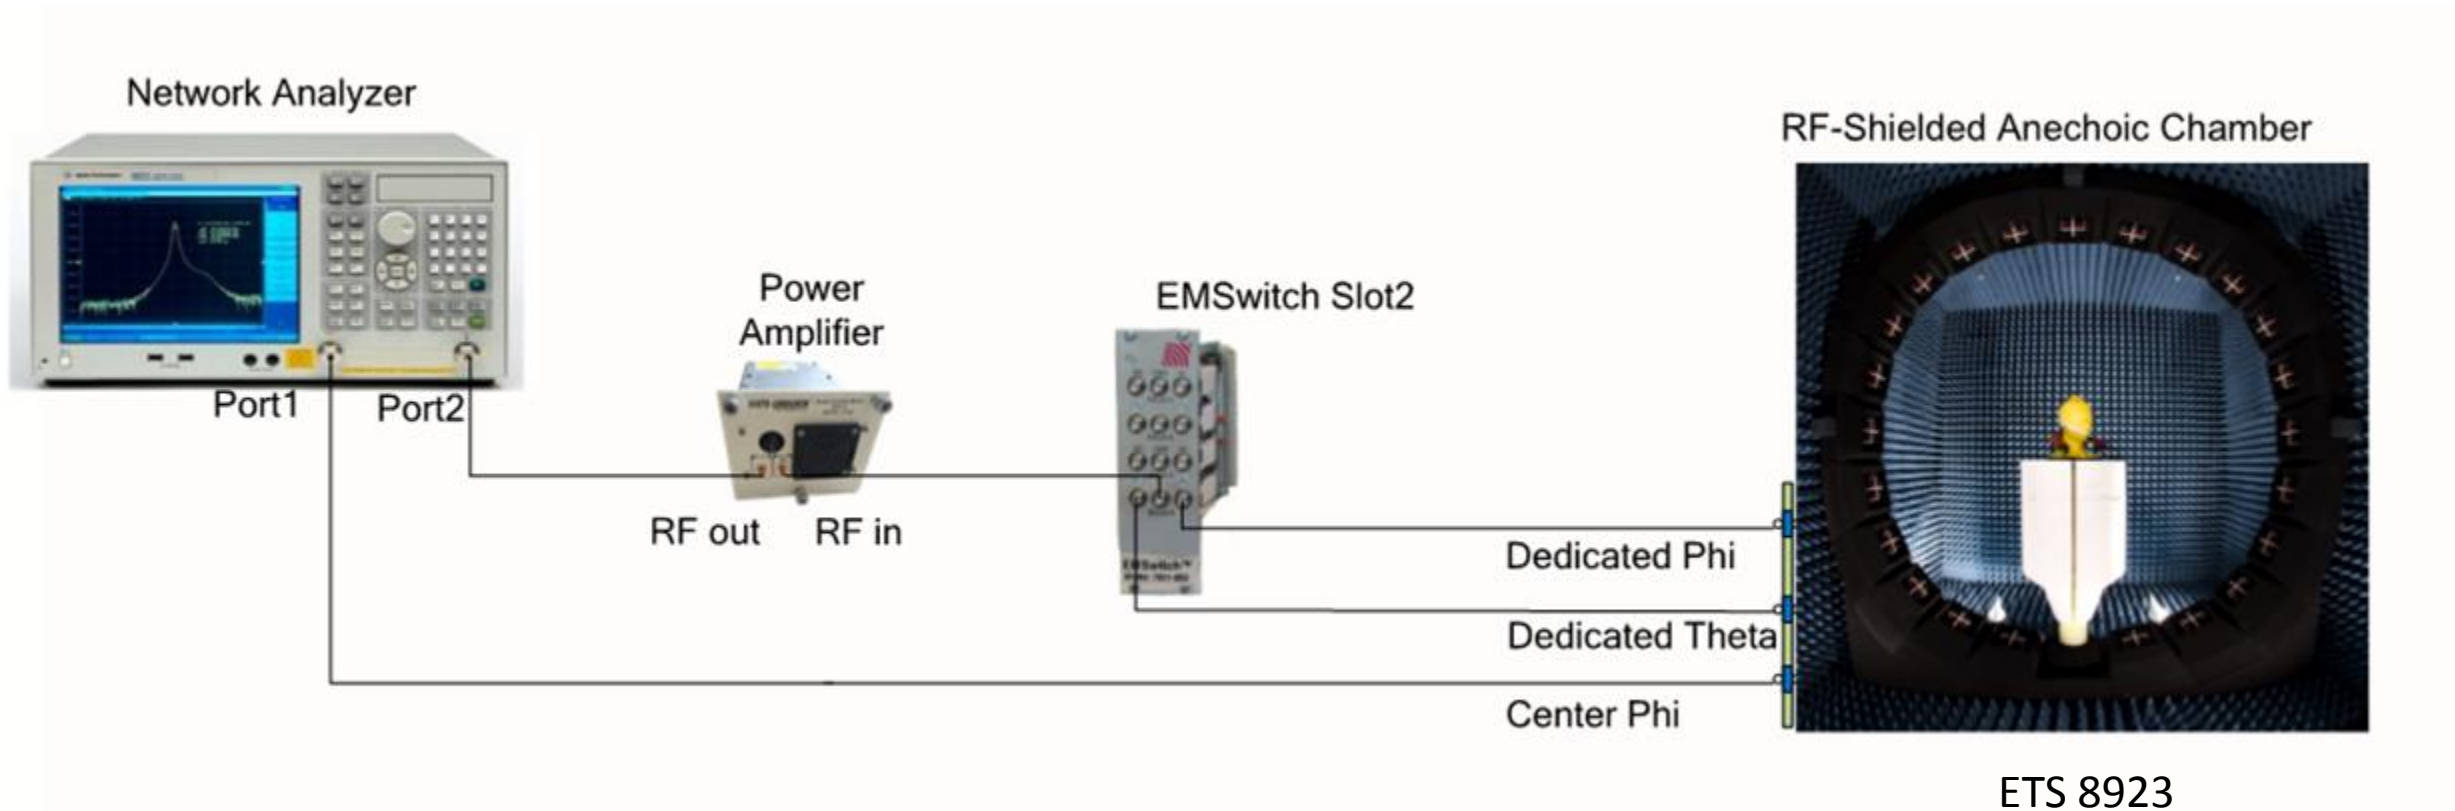 Network Analyzer
RF-Shielded Anechoic Chamber
Power
Amplifier
EMSwitch Slot2
Port1
Port2
RF out
RF in
EMSwitch™
Dedicated Phi
Dedicated Theta
Center Phi
ETS 8923